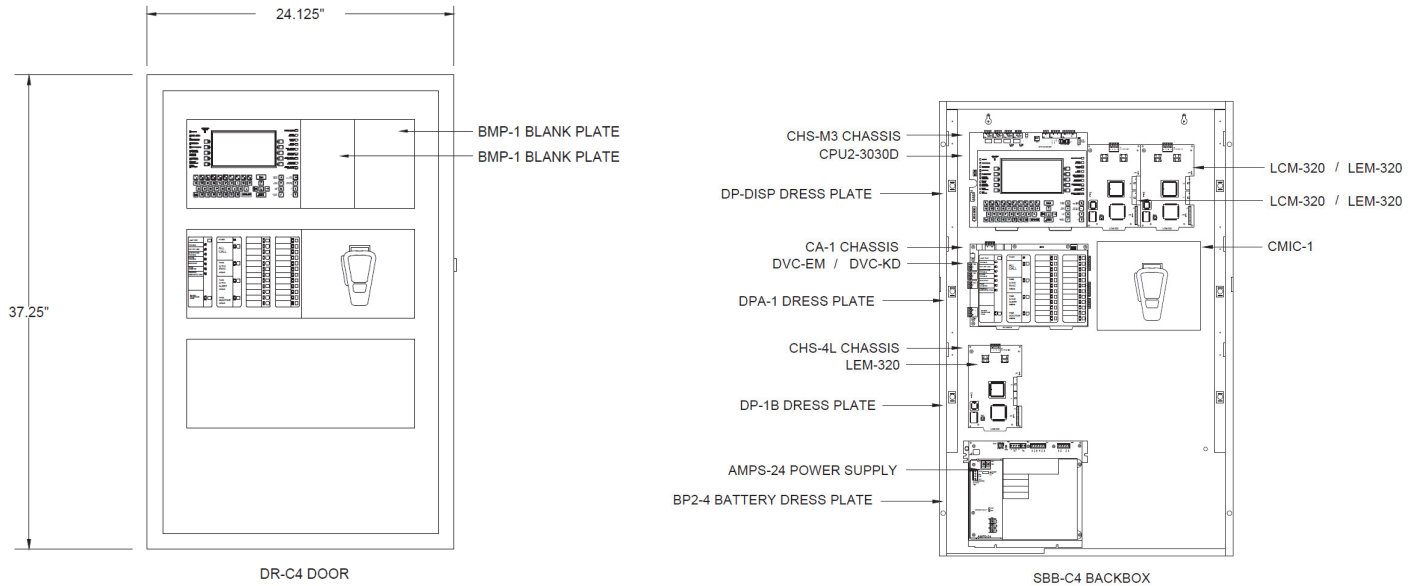 24.125"
37.25"
BMP-1 BLANK PLATE
BMP-1 BLANK PLATE
DR-C4 DOOR
CHS-M3 CHASSIS
CPU2-3030D
DP-DISP DRESS PLATE
LCM-320 / LEM-320
LCM-320 / LEM-320
CA-1 CHASSIS
DVC-EM / DVC-KD
DPA-1 DRESS PLATE
CMIC-1
CHS-4L CHASSIS
LEM-320
DP-1B DRESS PLATE
AMPS-24 POWER SUPPLY
BP2-4 BATTERY DRESS PLATE
SBB-C4 BACKBOX